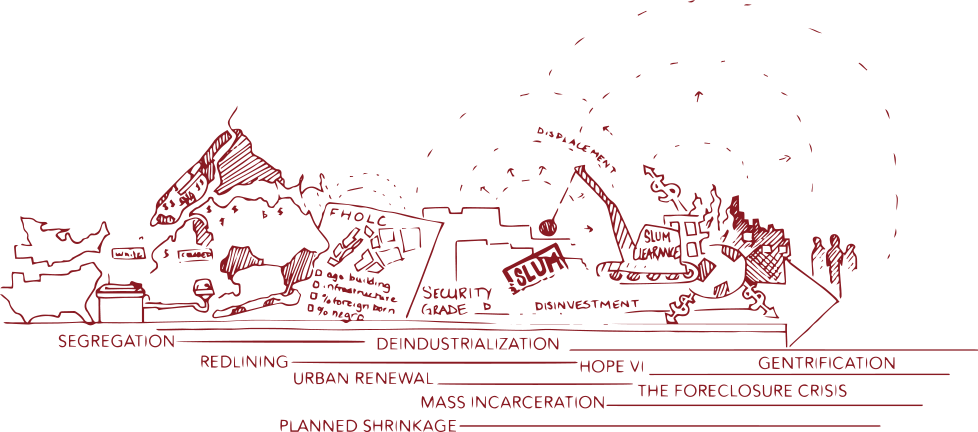 DISPLACEMENT
FHOLC
WHITE
COLORED
SLUM
CLEARANCE
SLUM
age building
infrastructure
% foreign born
% negro
SECURITY
GRADE D
DISINVESTMENT
SEGREGATION
DEINDUSTRIALIZATION
REDLINING
HOPE VI
GENTRIFICATION
URBAN RENEWAL
THE FORECLOSURE CRISIS
MASS INCARCERATION
PLANNED SHRINKAGE